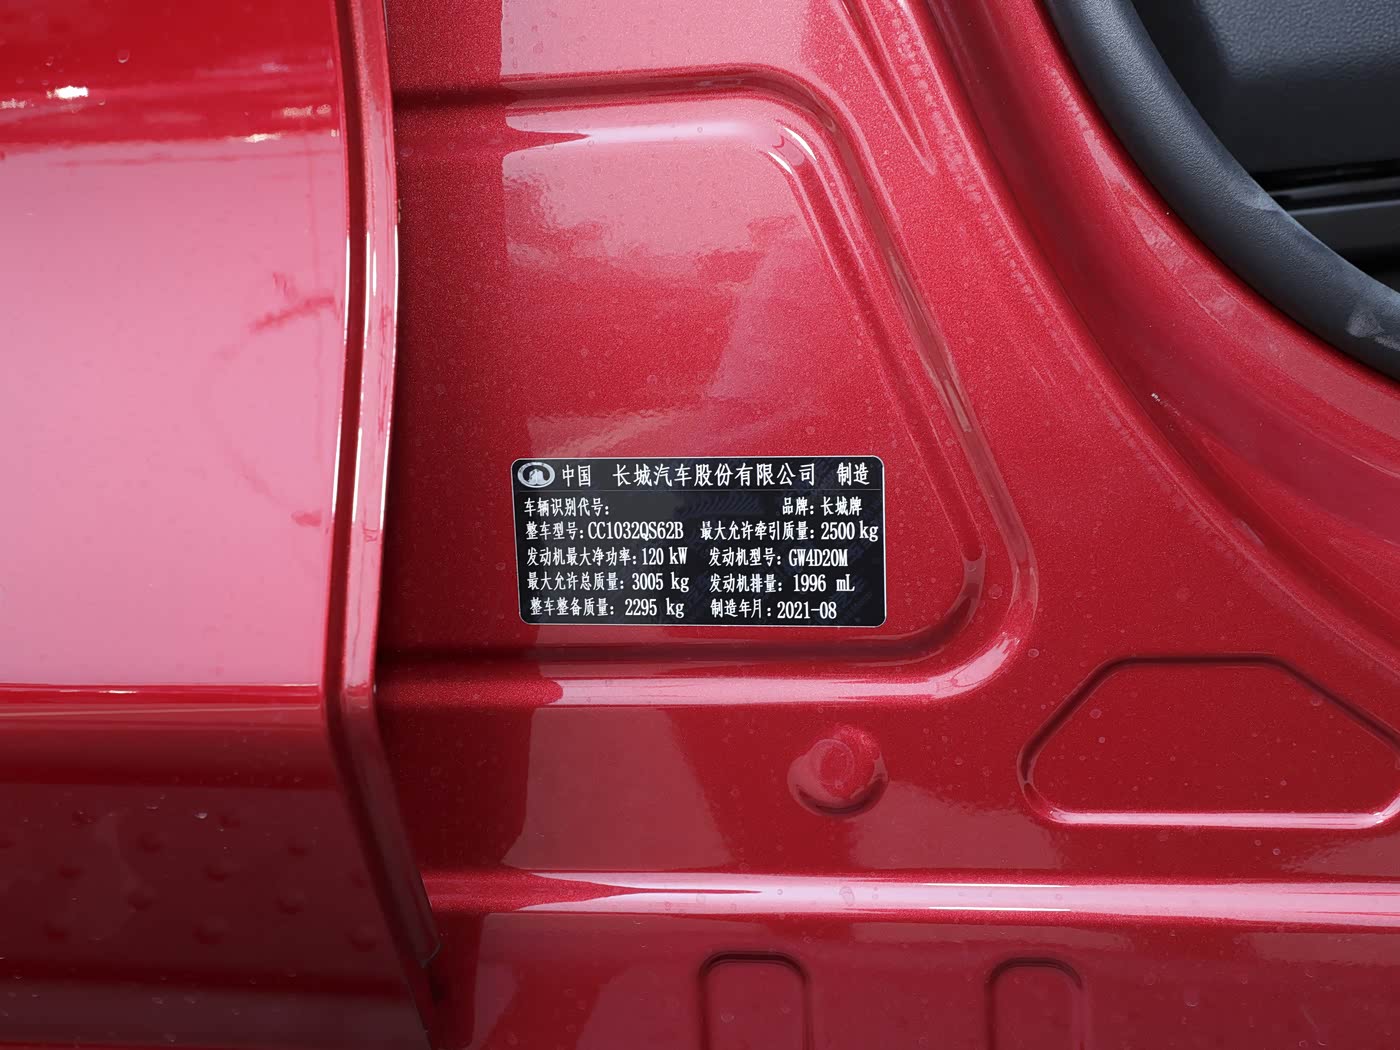 中国 长城汽车股份有限公司 制造
车辆识别代号: 品牌: 长城牌
整车型号: CC1032QS62B 最大允许牵引质量: 2500 kg
发动机最大净功率: 120 kW 发动机型号: GW4D20M
最大允许总质量: 3005 kg 发动机排量: 1996 mL
整车整备质量: 2295 kg 制造年月: 2021-08